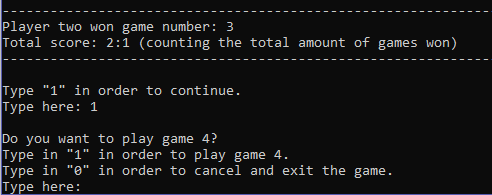 Player two won game number: 3
Total score: 2:1 (counting the total amount of games won)
Type "1" in order to continue.
Type here: 1
Do you want to play game 4?
Type in "1" in order to play game 4.
Type in "0" in order to cancel and exit the game.
Type here: